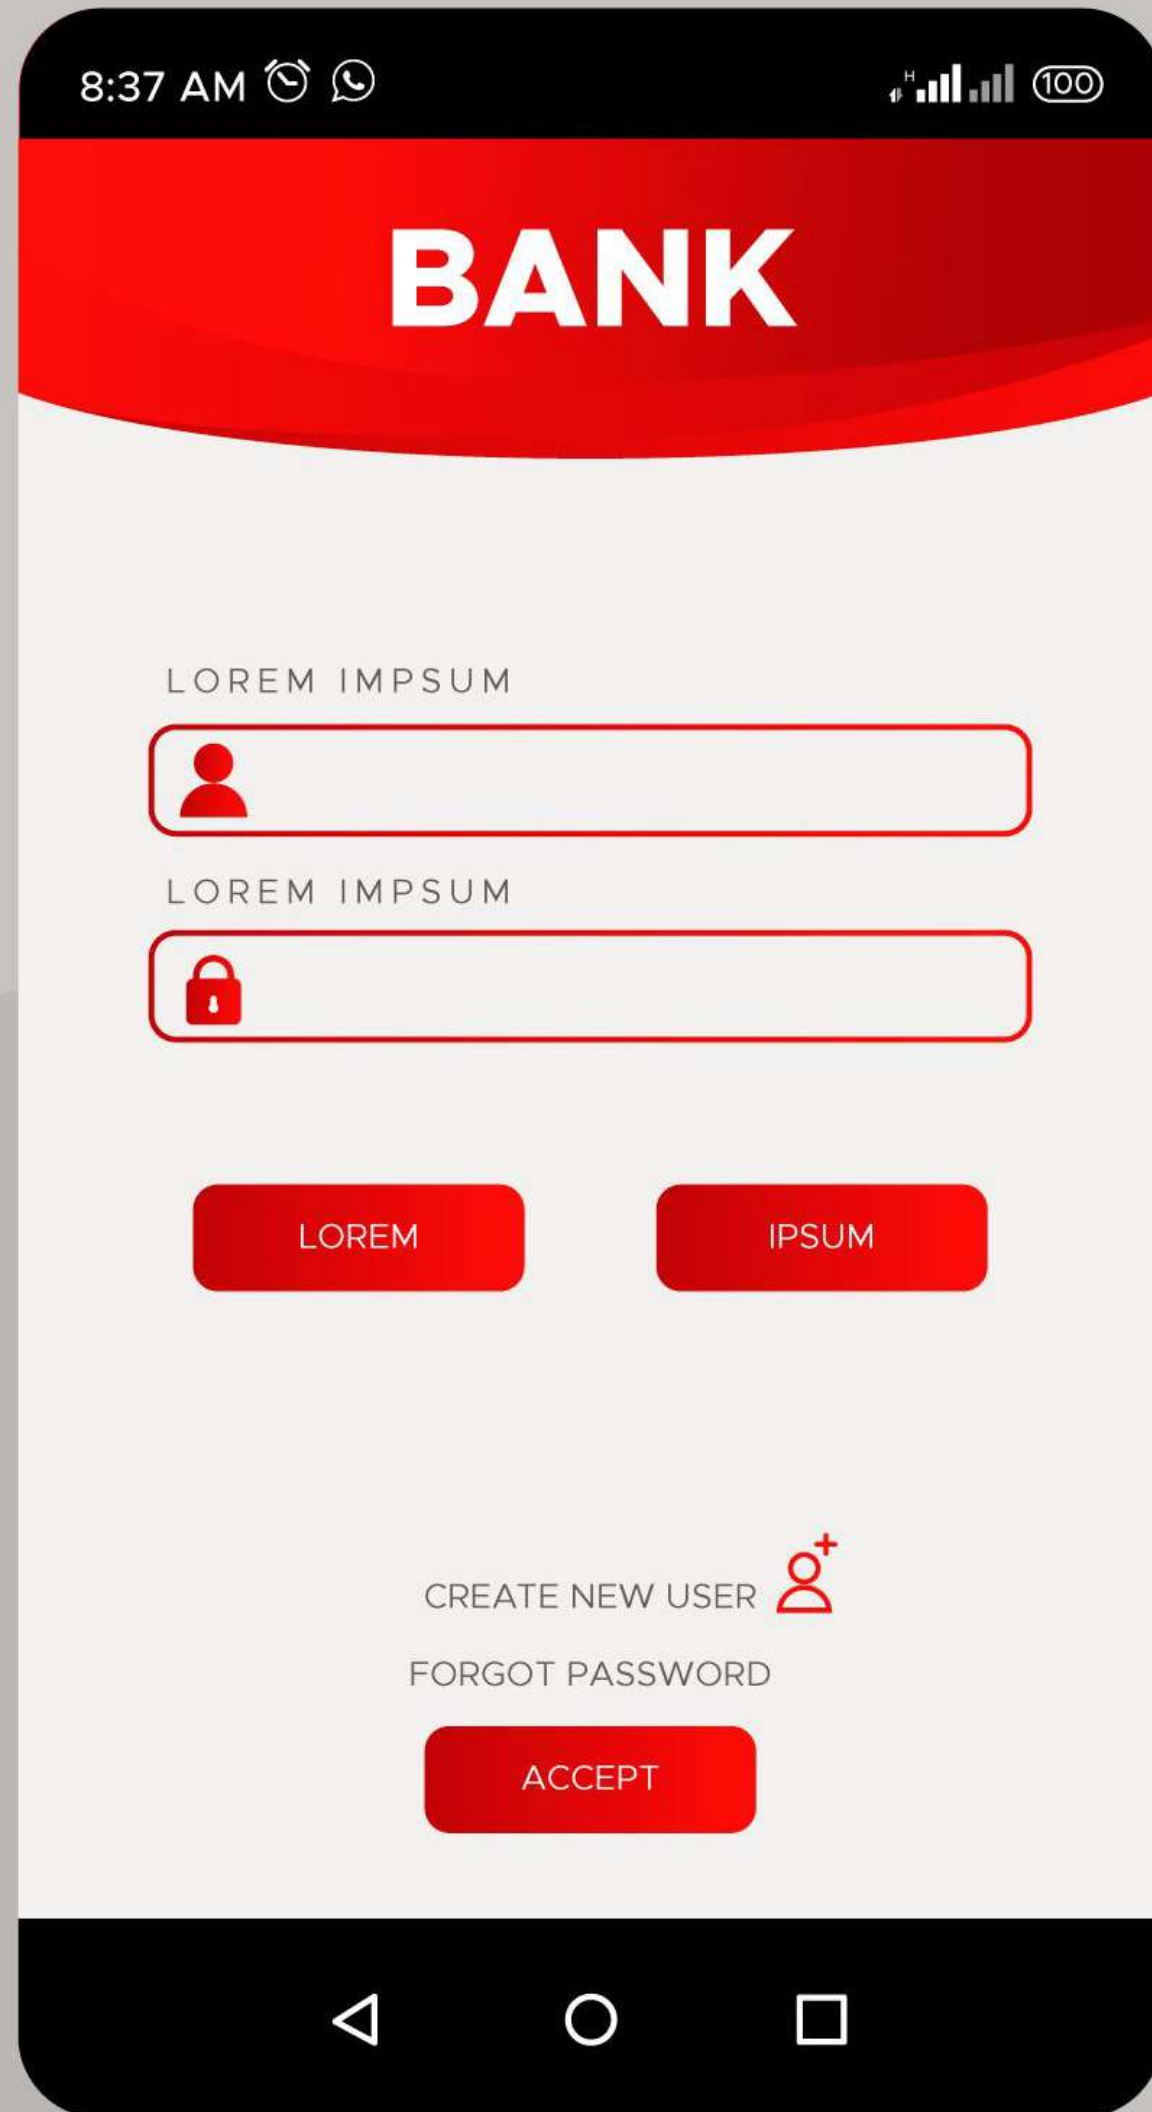 8:37 AM H 100
BANK
LOREM IMPSUM
LOREM IMPSUM
LOREM IPSUM
CREATE NEW USER
FORGOT PASSWORD
ACCEPT